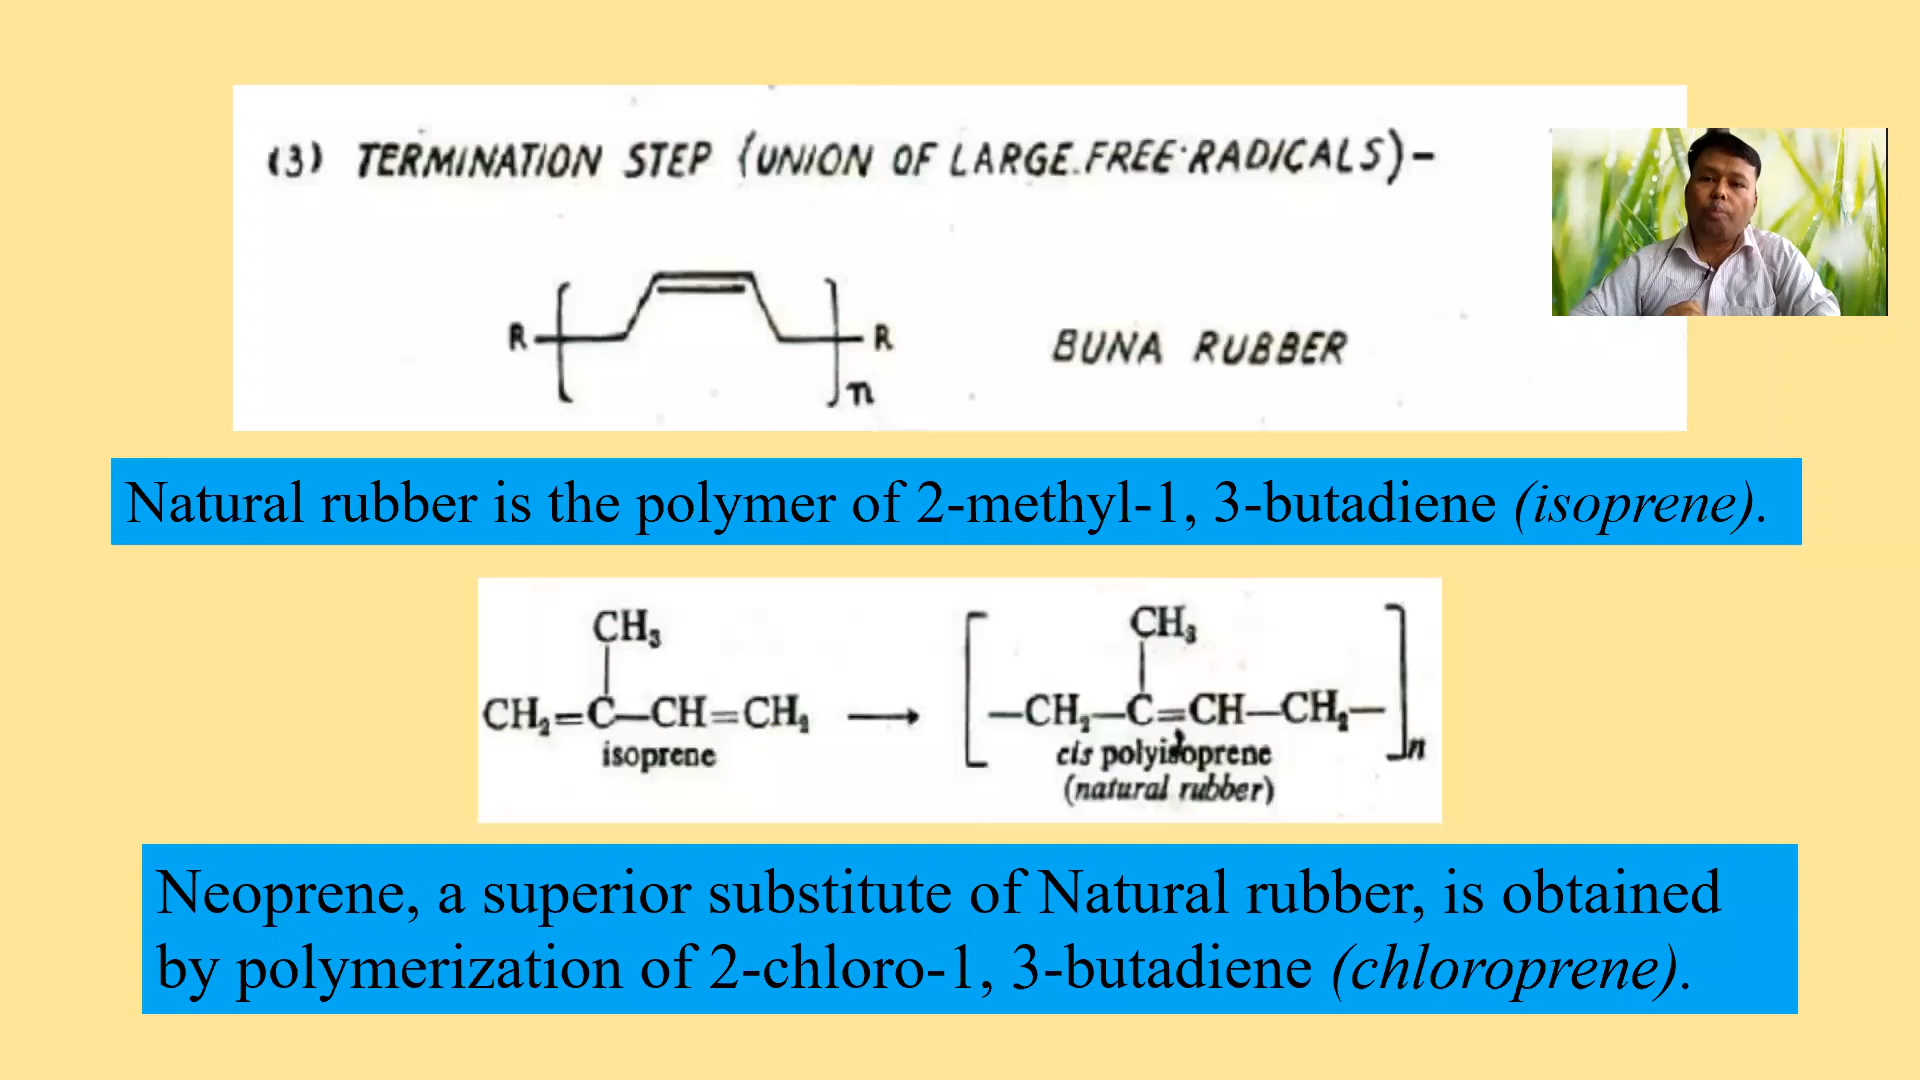 (3) TERMINATION STEP (UNION OF LARGE FREE RADICALS)-
R [ ]n R
BUNA RUBBER
Natural rubber is the polymer of 2-methyl-1, 3-butadiene (isoprene).
CH₃ CH₃
CH₂=C—CH=CH₂ → [—CH₂—C=CH—CH₂—]n
isoprene cis polyisoprene
(natural rubber)
Neoprene, a superior substitute of Natural rubber, is obtained
by polymerization of 2-chloro-1, 3-butadiene (chloroprene).